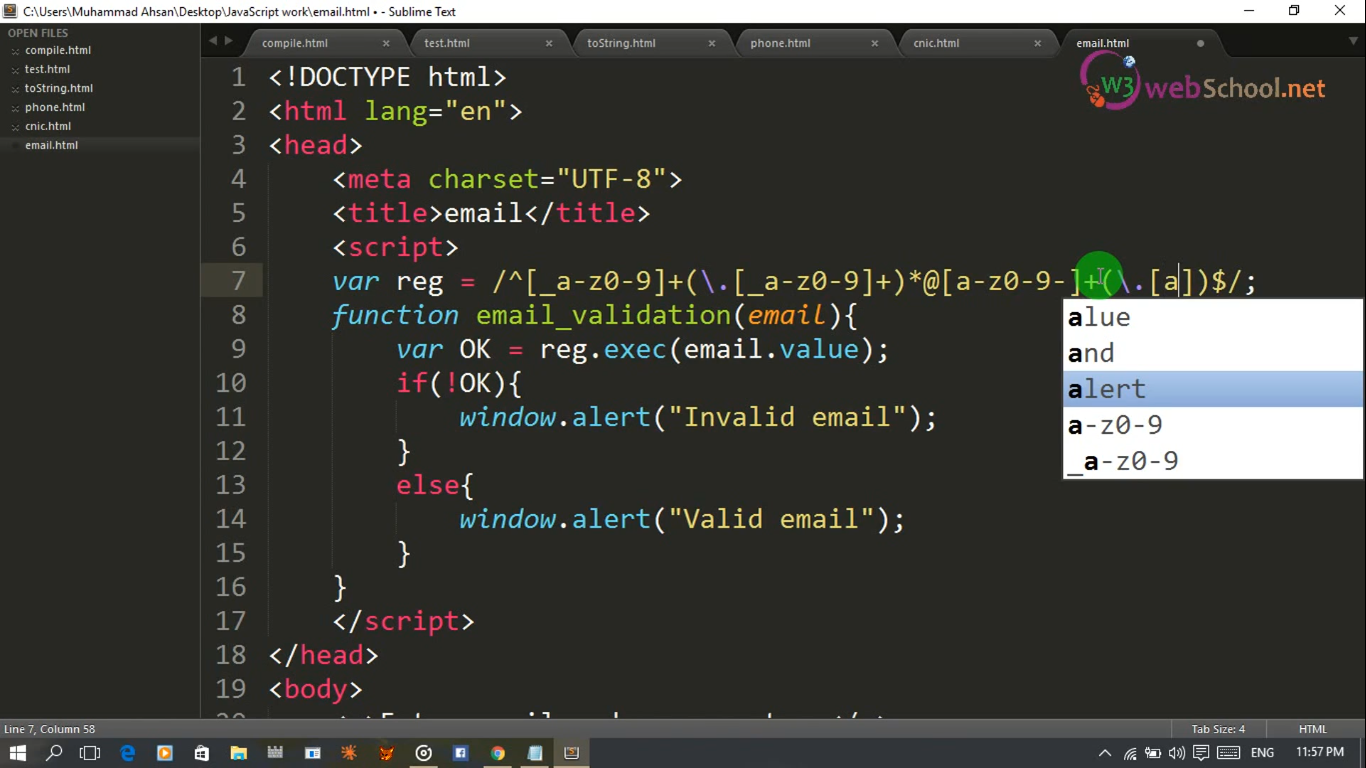 C:\Users\Muhammad Ahsan\Desktop\JavaScript work\email.html • - Sublime Text
OPEN FILES
compile.html
test.html
toString.html
phone.html
cnic.html
email.html
compile.html
test.html
toString.html
phone.html
cnic.html
email.html
W3 webSchool.net
1 <!DOCTYPE html>
2 <html lang="en">
3 <head>
4 <meta charset="UTF-8">
5 <title>email</title>
6 <script>
7 var reg = /^[_a-z0-9]+(\.[_a-z0-9]+)*@[a-z0-9-]+(\.[a])$/;
8 function email_validation(email){
9 var OK = reg.exec(email.value);
10 if(!OK){
11 window.alert("Invalid email");
12 }
13 else{
14 window.alert("Valid email");
15 }
16 }
17 </script>
18 </head>
19 <body>
alue
and
alert
a-z0-9
_a-z0-9
Line 7, Column 58
Tab Size: 4
HTML
ENG
11:57 PM